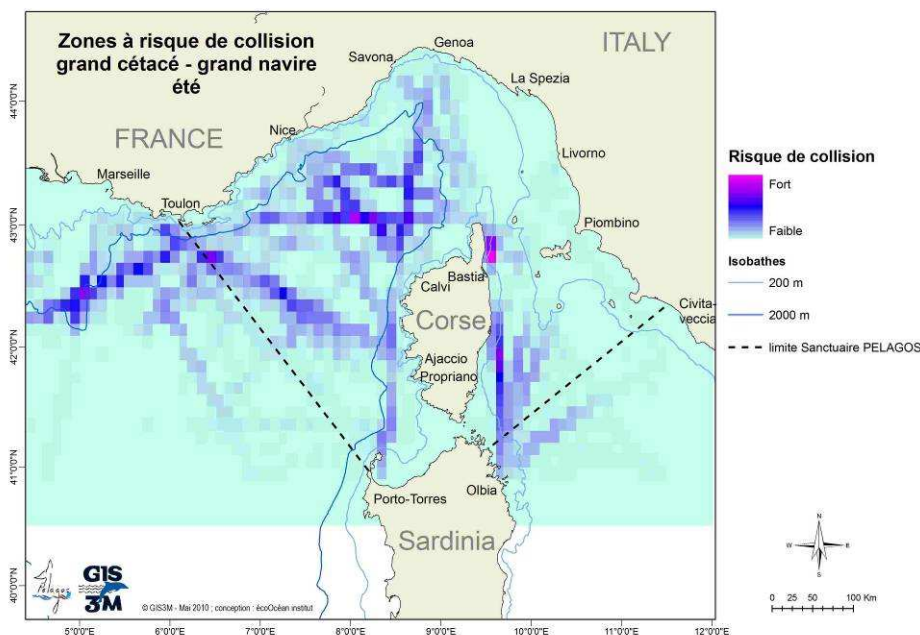 Zones à risque de collision
grand cétacé - grand navire
été
ITALY
Genoa
Savona
La Spezia
FRANCE
Nice
Livorno
Marseille
Toulon
Piombino
Bastia
Calvi
Corse
Civita-
veccia
Ajaccio
Propriano
Porto-Torres
Olbia
Sardinia
44°0'0"N
43°0'0"N
42°0'0"N
41°0'0"N
40°0'0"N
5°0'0"E
6°0'0"E
7°0'0"E
8°0'0"E
9°0'0"E
10°0'0"E
11°0'0"E
12°0'0"E
Risque de collision
Fort
Faible
Isobathes
200 m
2000 m
limite Sanctuaire PELAGOS
N
W E
S
0 25 50 100 Km
Pelagos
GIS
3M
© GIS3M - Mai 2010 ; conception : écoOcéan institut